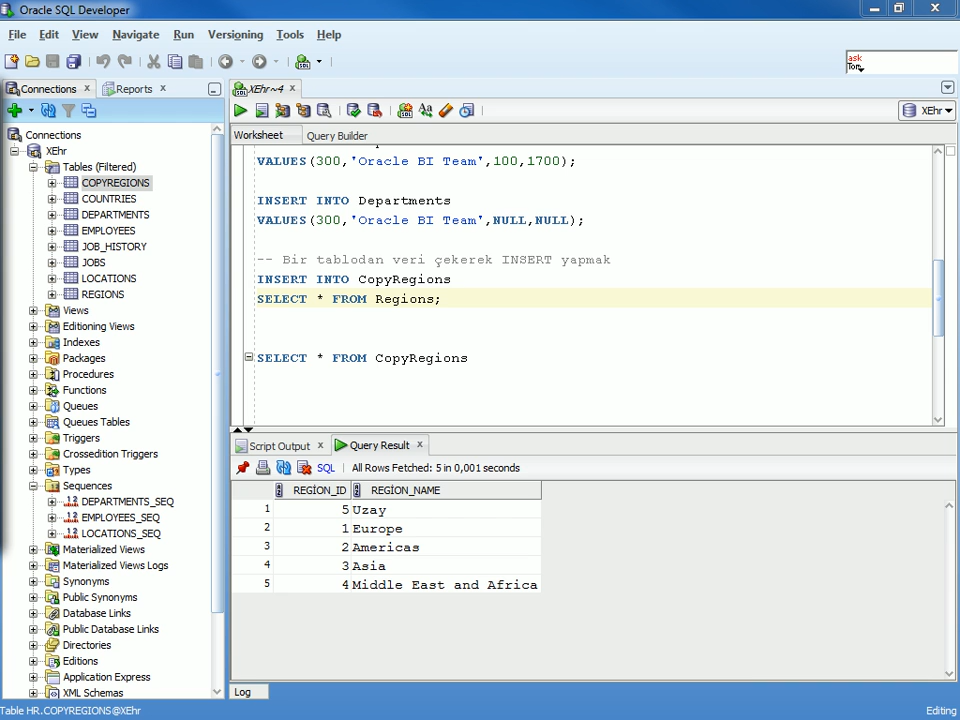 Oracle SQL Developer
File Edit View Navigate Run Versioning Tools Help
ask
Tom
Connections x Reports x
XEhr~4 x
XEhr
Worksheet Query Builder
Connections
XEhr
Tables (Filtered)
COPYREGIONS
COUNTRIES
DEPARTMENTS
EMPLOYEES
JOB_HISTORY
JOBS
LOCATIONS
REGIONS
Views
Editioning Views
Indexes
Packages
Procedures
Functions
Queues
Queues Tables
Triggers
Crossedition Triggers
Types
Sequences
DEPARTMENTS_SEQ
EMPLOYEES_SEQ
LOCATIONS_SEQ
Materialized Views
Materialized Views Logs
Synonyms
Public Synonyms
Database Links
Public Database Links
Directories
Editions
Application Express
XML Schemas
VALUES(300,'Oracle BI Team',100,1700);
INSERT INTO Departments
VALUES(300,'Oracle BI Team',NULL,NULL);
-- Bir tablodan veri çekerek INSERT yapmak
INSERT INTO CopyRegions
SELECT * FROM Regions;
SELECT * FROM CopyRegions
Script Output x Query Result x
SQL | All Rows Fetched: 5 in 0,001 seconds
REGİON_ID REGİON_NAME
1 5 Uzay
2 1 Europe
3 2 Americas
4 3 Asia
5 4 Middle East and Africa
Log
Table HR.COPYREGIONS@XEhr
Editing